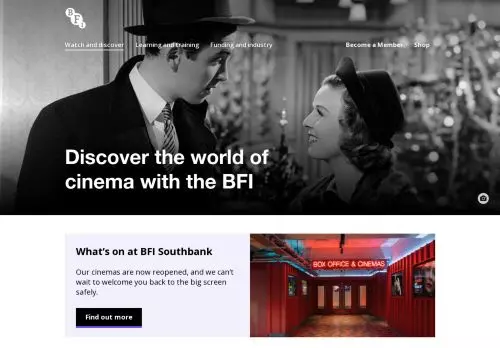 BFI
Watch and discover Learning and training Funding and industry Become a Member Shop
Discover the world of
cinema with the BFI
What's on at BFI Southbank
Our cinemas are now reopened, and we can't
wait to welcome you back to the big screen
safely.
Find out more
BOX OFFICE & CINEMAS